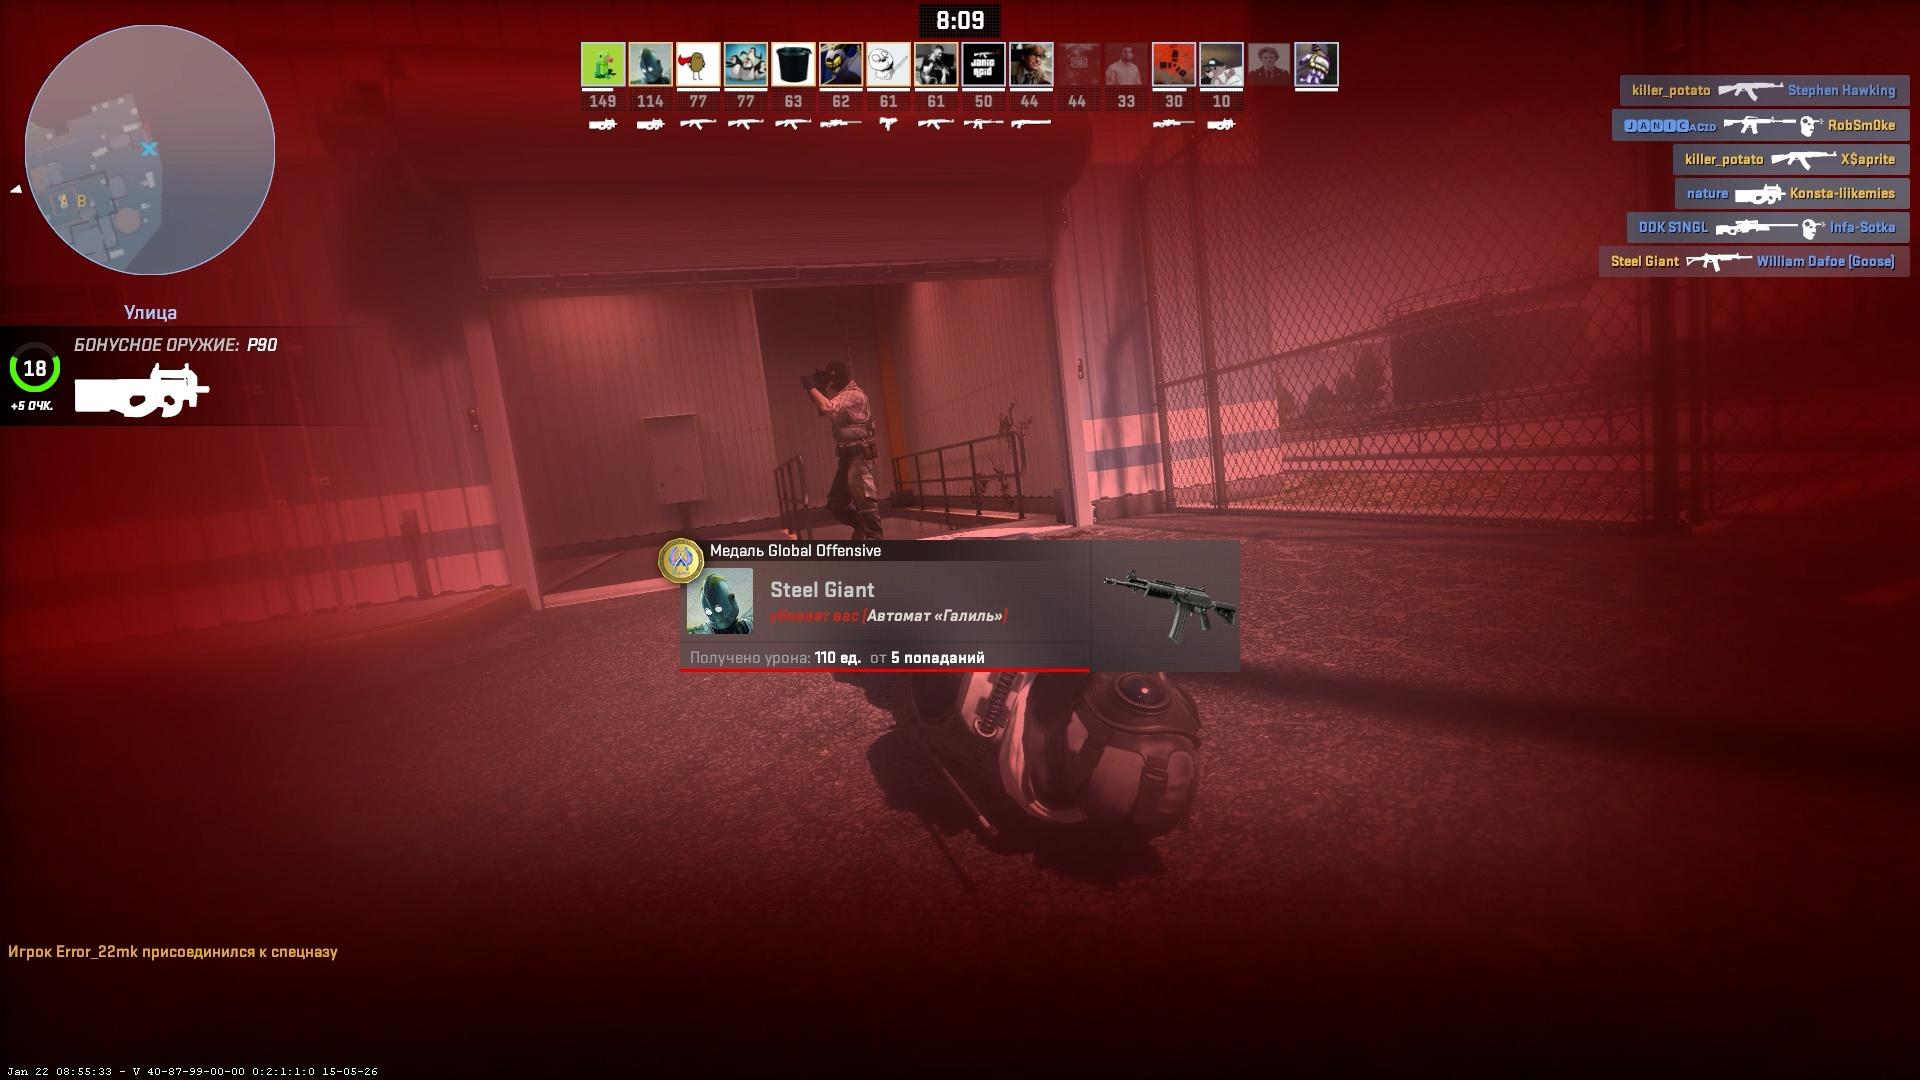 8:09
149 114 77 77 63 62 61 61 50 44 44 33 30 10
killer_potato Stephen Hawking
JANICACID RobSm0ke
killer_potato X$aprite
nature Konsta-liikemies
DDK S1NGL Infa-Sotka
Steel Giant William Dafoe (Goose)
B
Улица
БОНУСНОЕ ОРУЖИЕ: P90
18
+5 ОЧК.
Медаль Global Offensive
Steel Giant
убивает вас (Автомат «Галиль»)
Получено урона: 110 ед. от 5 попаданий
Игрок Error_22mk присоединился к спецназу
Jan 22 08:55:33 - V 40-87-99-00-00 0:2:1:1:0 15-05-26